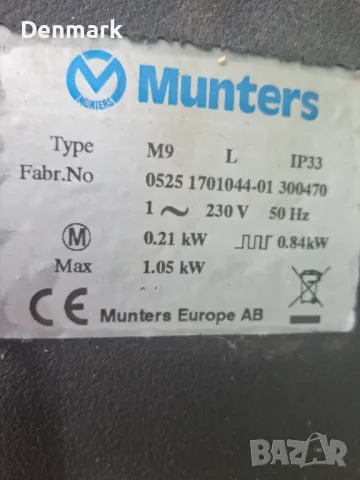 Denmark
MUNTERS
Munters
Type M9 L IP33
Fabr.No 0525 1701044-01 300470
1 ~ 230 V 50 Hz
M 0.21 kW 0.84kW
Max 1.05 kW
CE Munters Europe AB
BAZAR